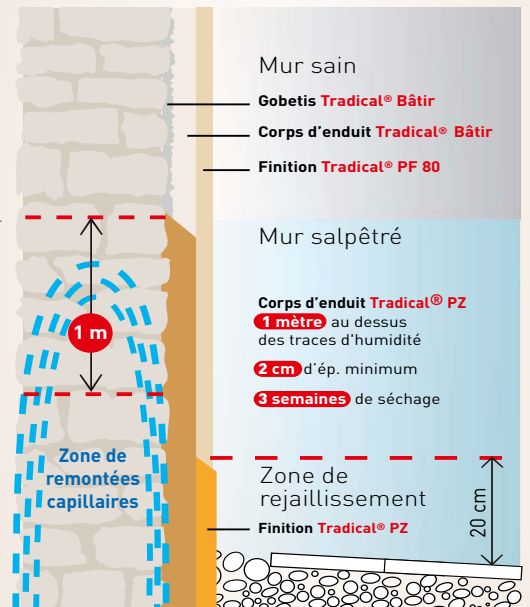 Mur sain
Gobetis Tradical® Bâtir
Corps d'enduit Tradical® Bâtir
Finition Tradical® PF 80
Mur salpêtré
Corps d'enduit Tradical® PZ
1 mètre au dessus
des traces d'humidité
2 cm d'ép. minimum
3 semaines de séchage
1 m
Zone de
remontées
capillaires
Zone de
rejaillissement
Finition Tradical® PZ
20 cm